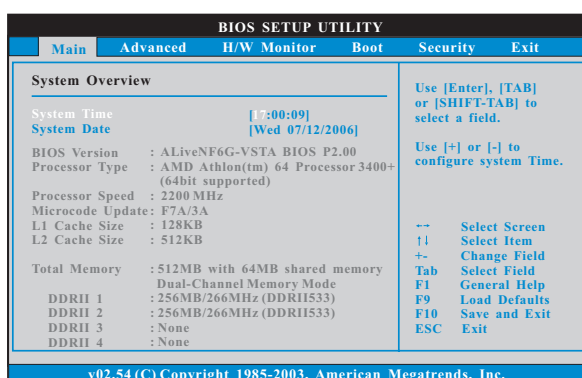 BIOS SETUP UTILITY
Main Advanced H/W Monitor Boot Security Exit
System Overview
System Time [17:00:09]
System Date [Wed 07/12/2006]
BIOS Version : ALiveNF6G-VSTA BIOS P2.00
Processor Type : AMD Athlon(tm) 64 Processor 3400+
(64bit supported)
Processor Speed : 2200 MHz
Microcode Update : F7A/3A
L1 Cache Size : 128KB
L2 Cache Size : 512KB
Total Memory : 512MB with 64MB shared memory
Dual-Channel Memory Mode
DDRII 1 : 256MB/266MHz (DDRII533)
DDRII 2 : 256MB/266MHz (DDRII533)
DDRII 3 : None
DDRII 4 : None
Use [Enter], [TAB]
or [SHIFT-TAB] to
select a field.
Use [+] or [-] to
configure system Time.
←→ Select Screen
↑↓ Select Item
+- Change Field
Tab Select Field
F1 General Help
F9 Load Defaults
F10 Save and Exit
ESC Exit
v02.54 (C) Copyright 1985-2003, American Megatrends, Inc.